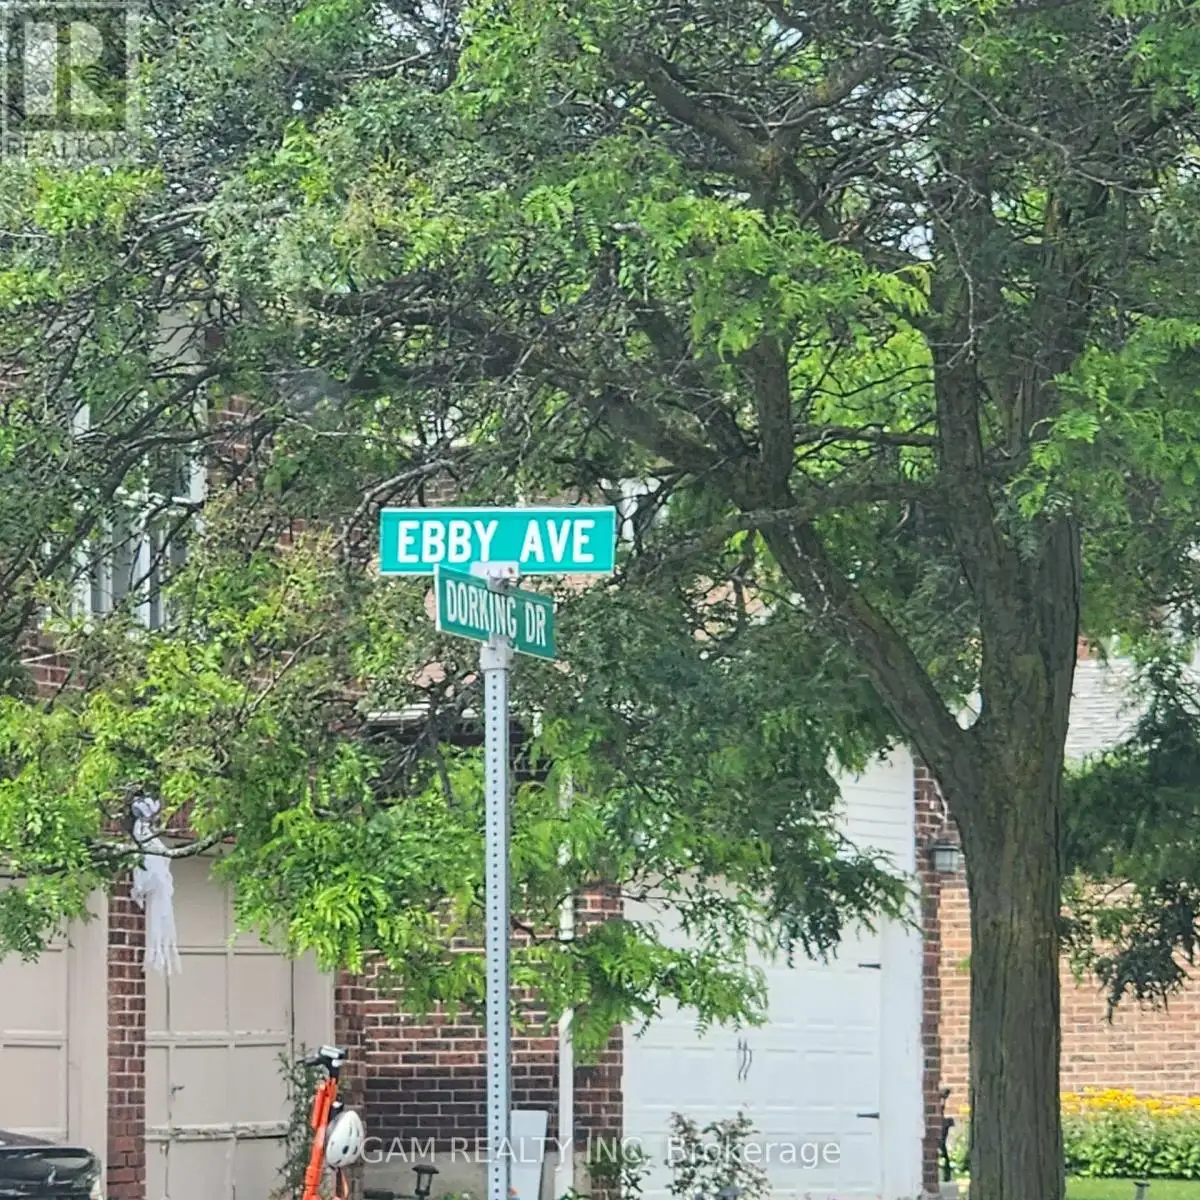 REALTOR
EBBY AVE
DORKING DR
GAM REALTY INC. Brokerage